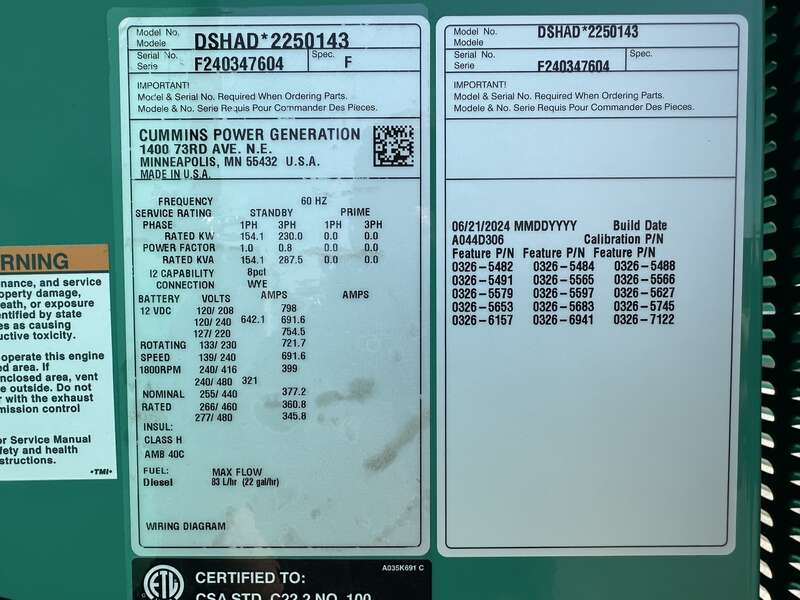 Model No. DSHAD*2250143
Modele
Serial No. F240347604 Spec. F
Serie
IMPORTANT!
Model & Serial No. Required When Ordering Parts.
Modele & No. Serie Requis Pour Commander Des Pieces.
CUMMINS POWER GENERATION
1400 73RD AVE. N.E.
MINNEAPOLIS, MN 55432 U.S.A.
MADE IN U.S.A.
FREQUENCY 60 HZ
SERVICE RATING STANDBY PRIME
PHASE 1PH 3PH 1PH 3PH
RATED KW 154.1 230.0 0.0 0.0
POWER FACTOR 1.0 0.8 0.0 0.0
RATED KVA 154.1 287.5 0.0 0.0
I2 CAPABILITY 8pct
CONNECTION WYE
BATTERY VOLTS AMPS AMPS
12 VDC 120/ 208 798
120/ 240 642.1 691.6
127/ 220 754.5
ROTATING 133/ 230 721.7
SPEED 139/ 240 691.6
1800RPM 240/ 416 399
240/ 480 321
NOMINAL 255/ 440 377.2
RATED 266/ 460 360.8
277/ 480 345.8
INSUL:
CLASS H
AMB 40C
FUEL: MAX FLOW
Diesel 83 L/hr (22 gal/hr)
WIRING DIAGRAM
A035K691 C
ETL
CERTIFIED TO:
CSA STD. C22.2 NO. 100
Model No. DSHAD*2250143
Modele
Serial No. F240347604
Serie
IMPORTANT!
Model & Serial No. Required When Ordering Parts.
Modele & No. Serie Requis Pour Commander Des Pieces.
06/21/2024 MMDDYYYY Build Date
A044D306 Calibration P/N
Feature P/N Feature P/N Feature P/N
0326-5482 0326-5484 0326-5488
0326-5491 0326-5565 0326-5566
0326-5579 0326-5597 0326-5627
0326-5653 0326-5683 0326-5745
0326-6157 0326-6941 0326-7122
RNING
nance, and service
operty damage,
eath, or exposure
entified by state
es as causing
uctive toxicity.
operate this engine
ed area. If
nclosed area, vent
e outside. Do not
r with the exhaust
mission control
or Service Manual
fety and health
structions.
•TMI•